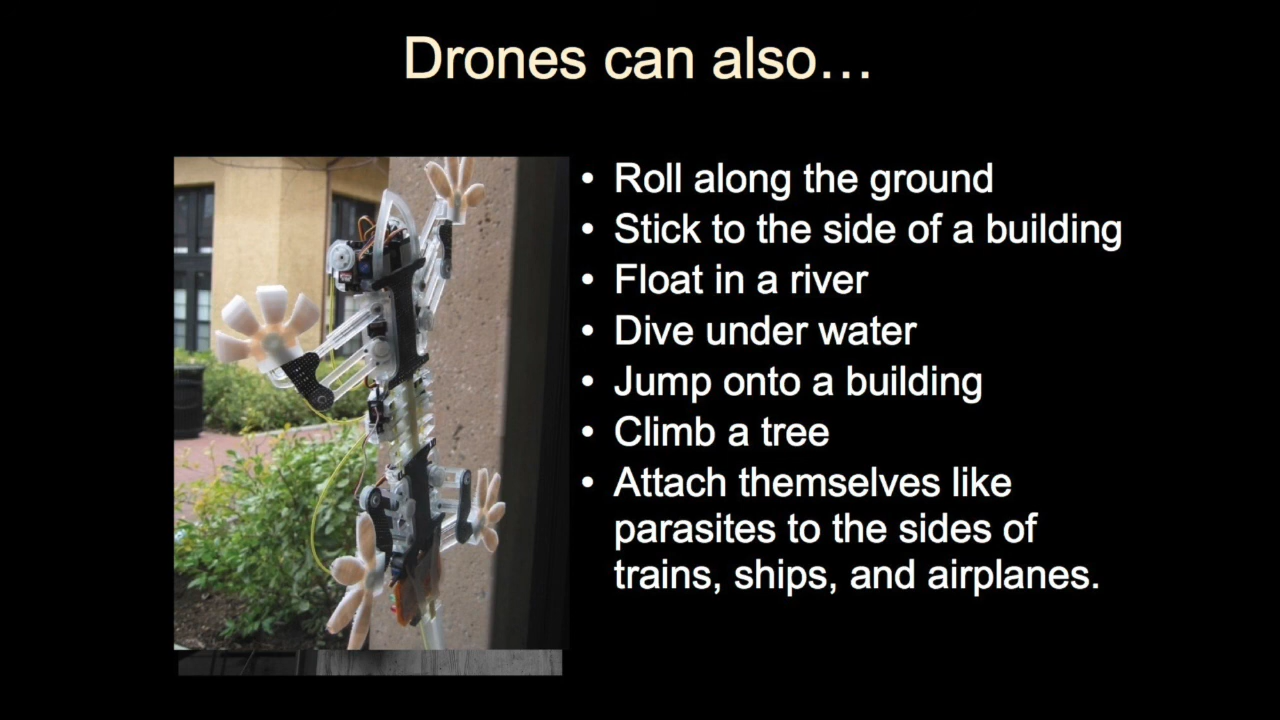 Drones can also…
• Roll along the ground
• Stick to the side of a building
• Float in a river
• Dive under water
• Jump onto a building
• Climb a tree
• Attach themselves like
parasites to the sides of
trains, ships, and airplanes.